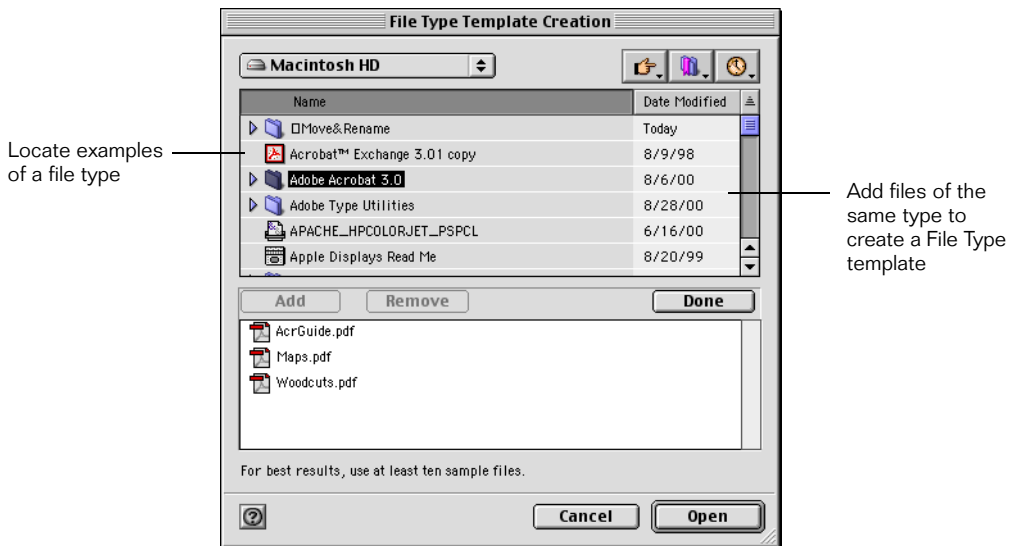 File Type Template Creation
Macintosh HD
Name Date Modified
Move&Rename Today
Acrobat™ Exchange 3.01 copy 8/9/98
Adobe Acrobat 3.0 8/6/00
Adobe Type Utilities 8/28/00
APACHE_HPCOLORJET_PSPCL 6/16/00
Apple Displays Read Me 8/20/99
Add Remove Done
AcrGuide.pdf
Maps.pdf
Woodcuts.pdf
For best results, use at least ten sample files.
? Cancel Open
Locate examples
of a file type
Add files of the
same type to
create a File Type
template